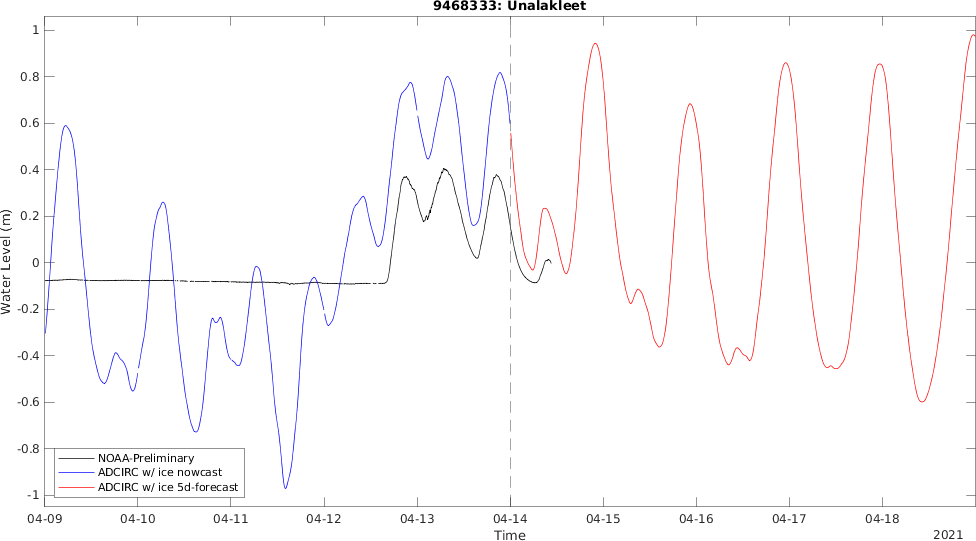 9468333: Unalakleet
Water Level (m)
1
0.8
0.6
0.4
0.2
0
-0.2
-0.4
-0.6
-0.8
-1
NOAA-Preliminary
ADCIRC w/ ice nowcast
ADCIRC w/ ice 5d-forecast
04-09 04-10 04-11 04-12 04-13 04-14 04-15 04-16 04-17 04-18
Time
2021